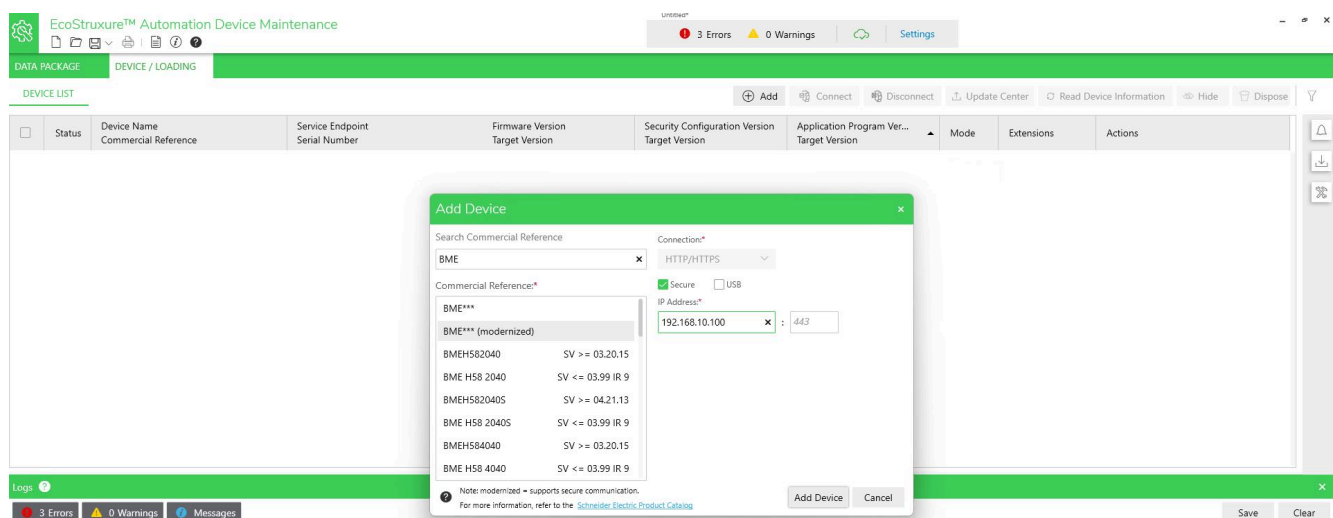 Untitled*
EcoStruxure™ Automation Device Maintenance
3 Errors 0 Warnings Settings
DATA PACKAGE DEVICE / LOADING
DEVICE LIST
Add Connect Disconnect Update Center Read Device Information Hide Dispose
Status Device Name Service Endpoint Firmware Version Security Configuration Version Application Program Ver... Mode Extensions Actions
Commercial Reference Serial Number Target Version Target Version Target Version
Add Device
Search Commercial Reference
BME
Commercial Reference:*
BME***
BME*** (modernized)
BMEH582040 SV >= 03.20.15
BME H58 2040 SV <= 03.99 IR 9
BMEH582040S SV >= 04.21.13
BME H58 2040S SV <= 03.99 IR 9
BMEH584040 SV >= 03.20.15
BME H58 4040 SV <= 03.99 IR 9
Connection:*
HTTP/HTTPS
Secure USB
IP Address:*
192.168.10.100 : 443
Note: modernized = supports secure communication.
For more information, refer to the Schneider Electric Product Catalog
Add Device Cancel
Logs
3 Errors 0 Warnings Messages
Save Clear